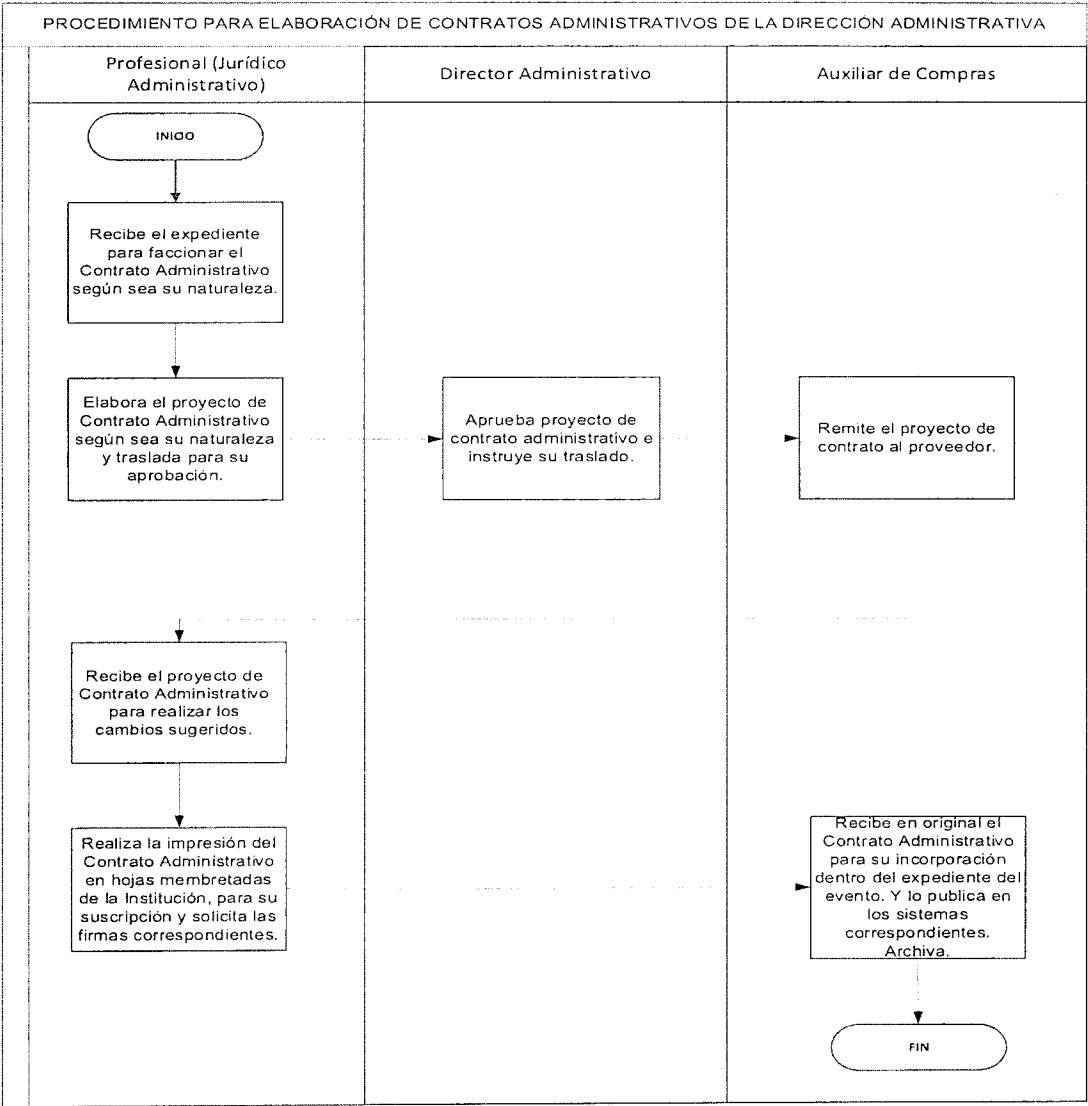 PROCEDIMIENTO PARA ELABORACIÓN DE CONTRATOS ADMINISTRATIVOS DE LA DIRECCIÓN ADMINISTRATIVA
Profesional (Jurídico
Administrativo)
Director Administrativo
Auxiliar de Compras
INICIO
Recibe el expediente
para faccionar el
Contrato Administrativo
según sea su naturaleza.
Elabora el proyecto de
Contrato Administrativo
según sea su naturaleza
y traslada para su
aprobación.
Aprueba proyecto de
contrato administrativo e
instruye su traslado.
Remite el proyecto de
contrato al proveedor.
Recibe el proyecto de
Contrato Administrativo
para realizar los
cambios sugeridos.
Realiza la impresión del
Contrato Administrativo
en hojas membretadas
de la Institución, para su
suscripción y solicita las
firmas correspondientes.
Recibe en original el
Contrato Administrativo
para su incorporación
dentro del expediente del
evento. Y lo publica en
los sistemas
correspondientes.
Archiva.
FIN